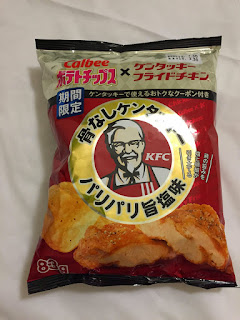 Calbee
ポテトチップス×ケンタッキーフライドチキン
期間限定
ケンタッキーで使えるおトクなクーポン付き
骨なしケンタッキー
KFC
パリパリ旨塩味